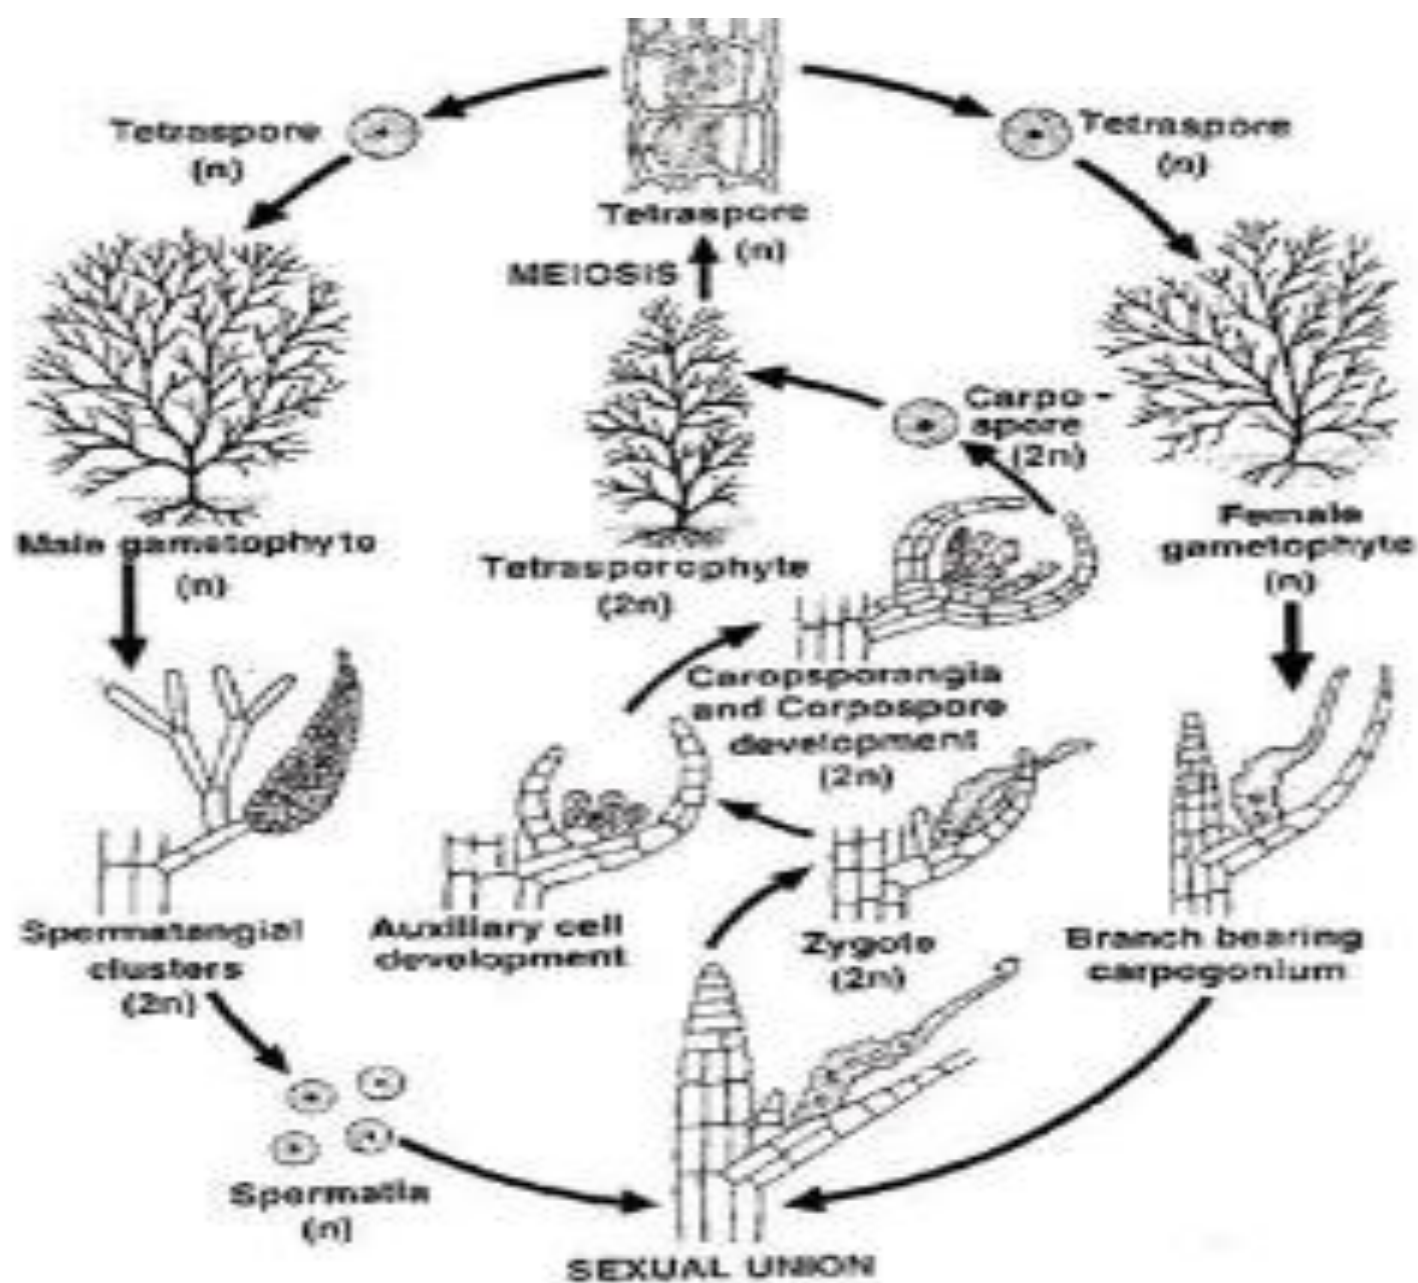 Tetraspore
(n)
Tetraspore
(n)
Tetraspore
(n)
MEIOSIS
Carpo-
spore
(2n)
Male gametophyto
(n)
Tetrasporophyte
(2n)
Female
gametophyte
(n)
Caropsporangia
and Corpospore
development
(2n)
Spermatangial
clusters
(2n)
Auxiliary cell
development
Zygote
(2n)
Branch bearing
carpogonium
Spermatia
(n)
SEXUAL UNION